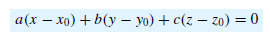 a(x − x₀) + b(y − y₀) + c(z − z₀) = 0